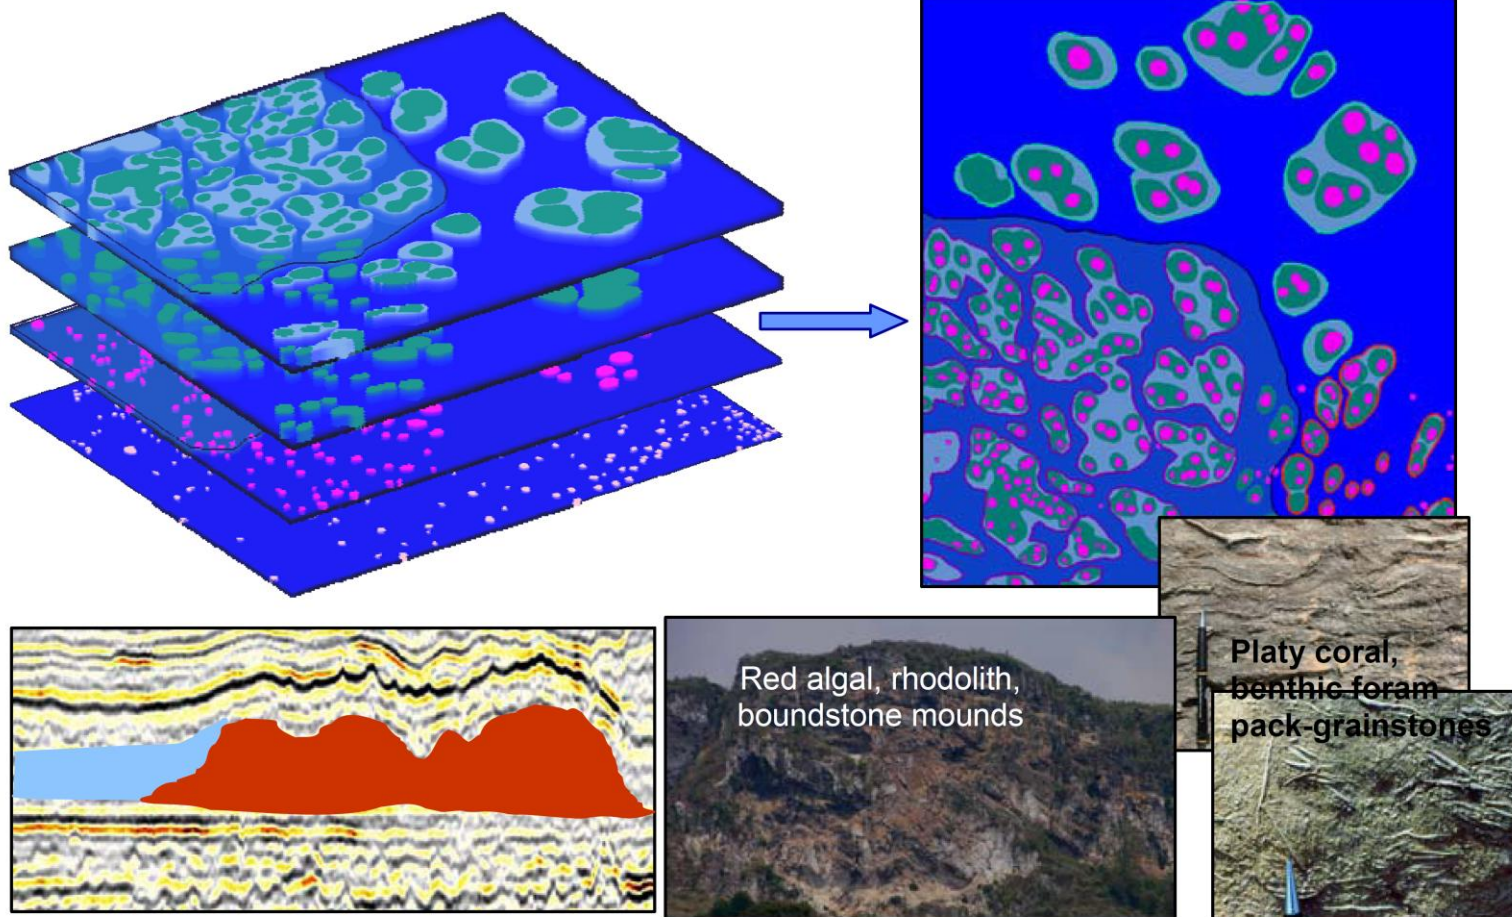 Red algal, rhodolith,
boundstone mounds
Platy coral,
benthic foram
pack-grainstones